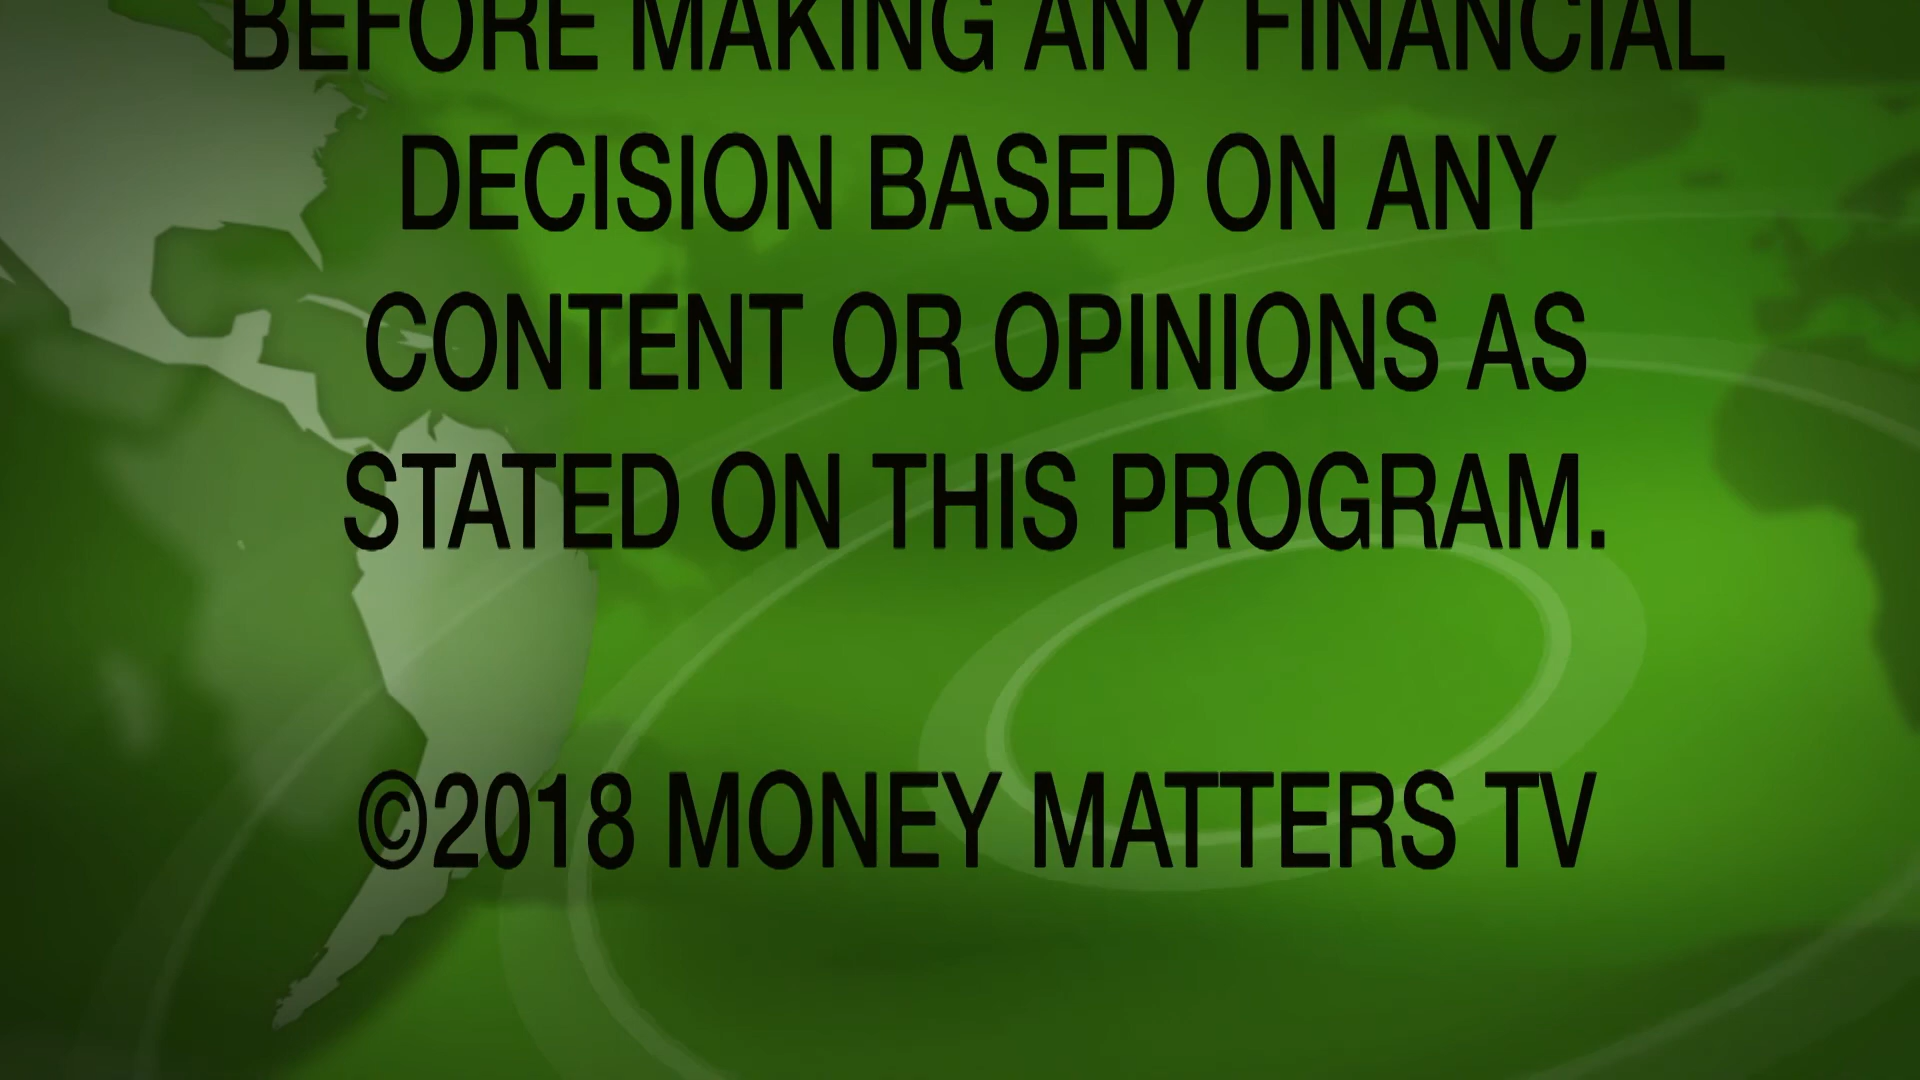 BEFORE MAKING ANY FINANCIAL
DECISION BASED ON ANY
CONTENT OR OPINIONS AS
STATED ON THIS PROGRAM.
©2018 MONEY MATTERS TV